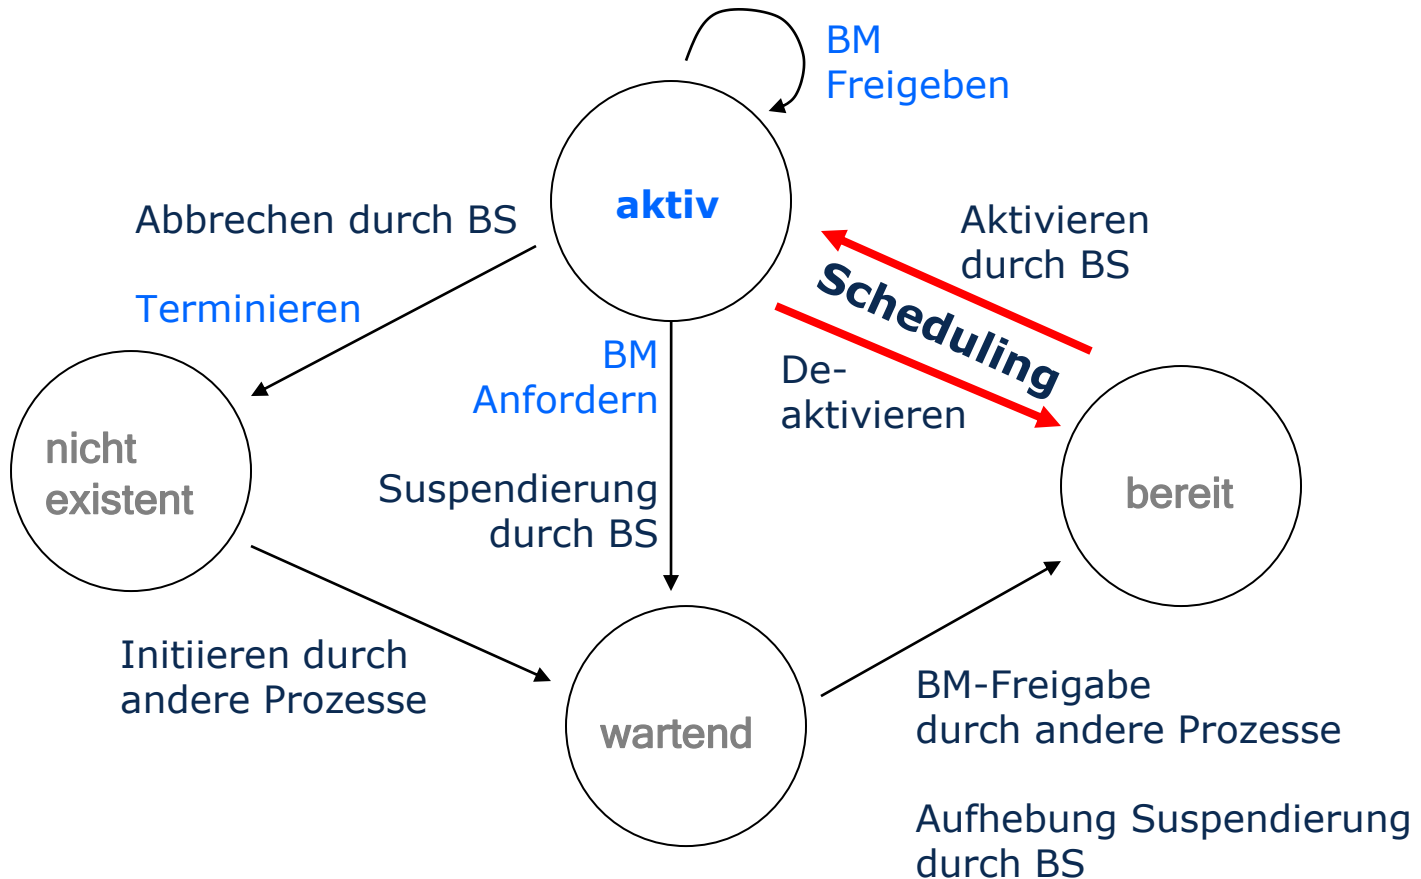 BM
Freigeben
aktiv
Abbrechen durch BS
Terminieren
Aktivieren
durch BS
Scheduling
De-
aktivieren
BM
Anfordern
Suspendierung
durch BS
nicht
existent
bereit
Initiieren durch
andere Prozesse
wartend
BM-Freigabe
durch andere Prozesse
Aufhebung Suspendierung
durch BS